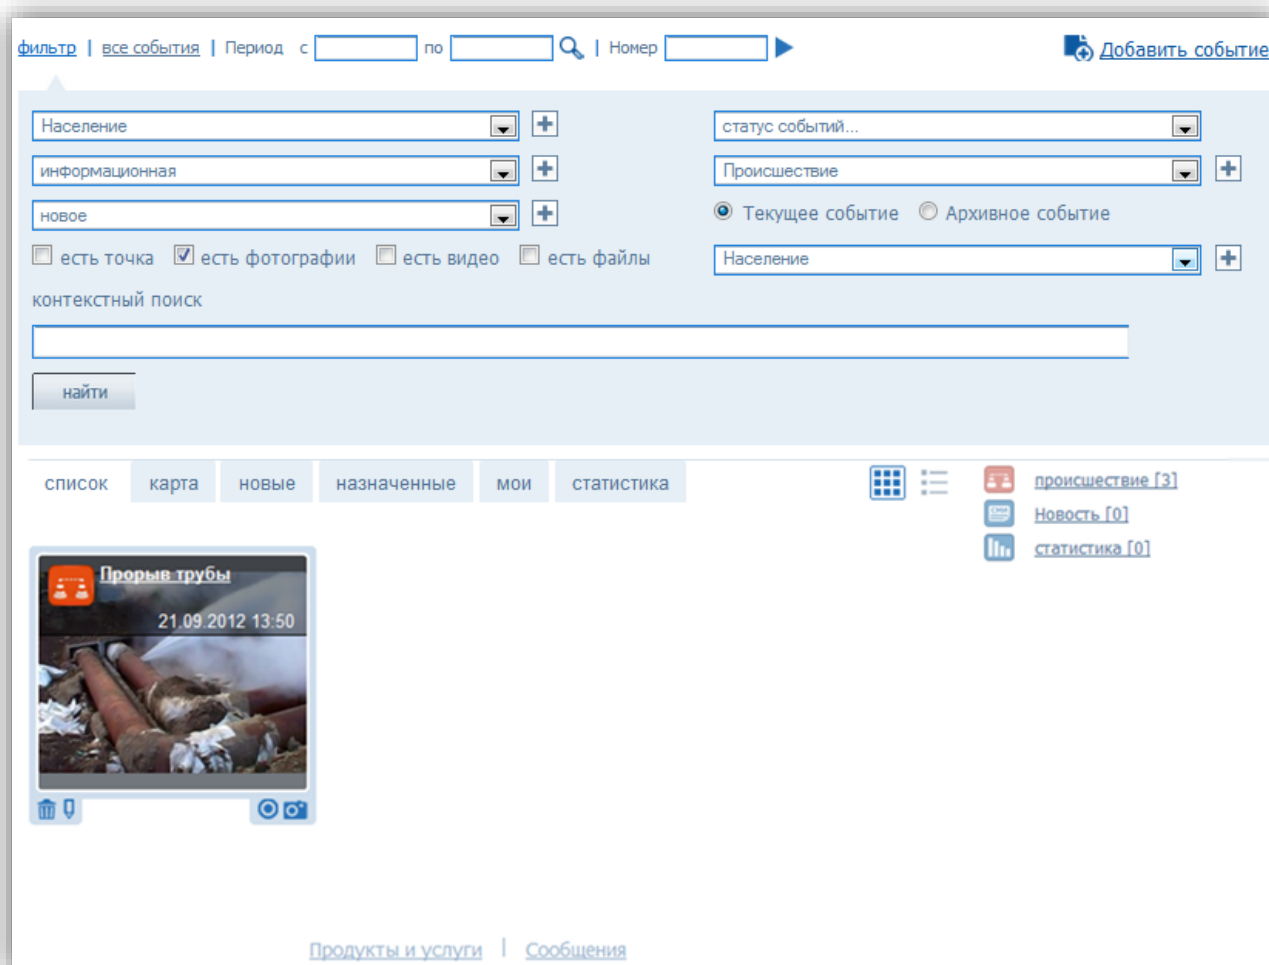 фильтр | все события | Период с по | Номер Добавить событие
Население статус событий...
информационная Происшествие
новое Текущее событие Архивное событие
есть точка есть фотографии есть видео есть файлы Население
контекстный поиск
найти
список карта новые назначенные мои статистика
происшествие [3]
Новость [0]
статистика [0]
Прорыв трубы
21.09.2012 13:50
Продукты и услуги | Сообщения